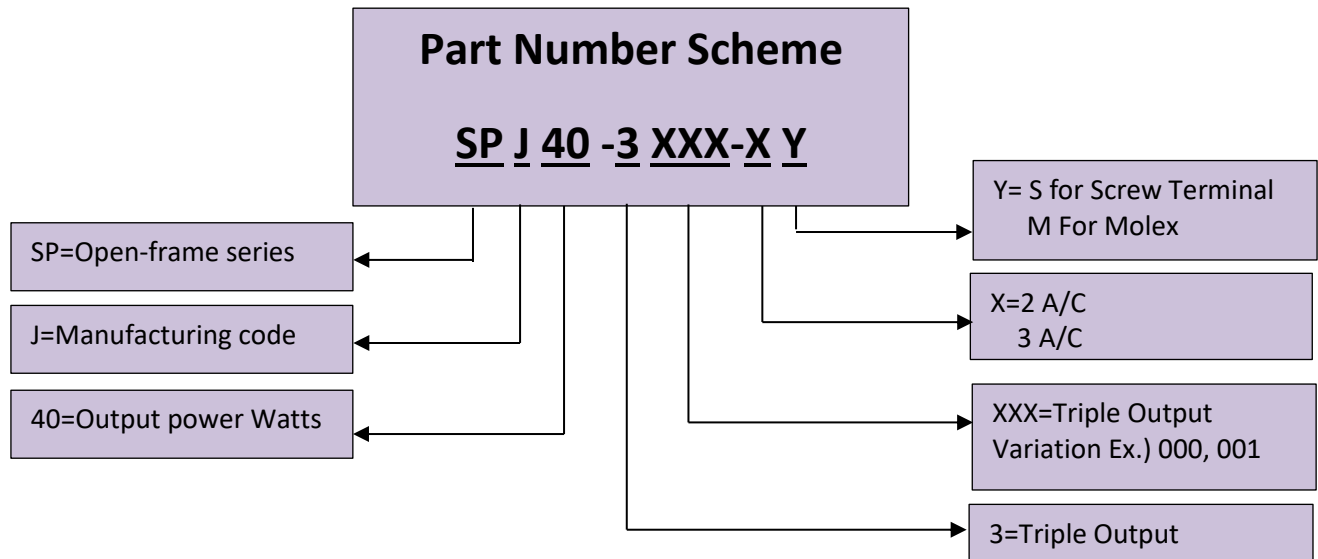 Part Number Scheme
SP J 40 -3 XXX-X Y
SP=Open-frame series
J=Manufacturing code
40=Output power Watts
Y= S for Screw Terminal
M For Molex
X=2 A/C
3 A/C
XXX=Triple Output
Variation Ex.) 000, 001
3=Triple Output